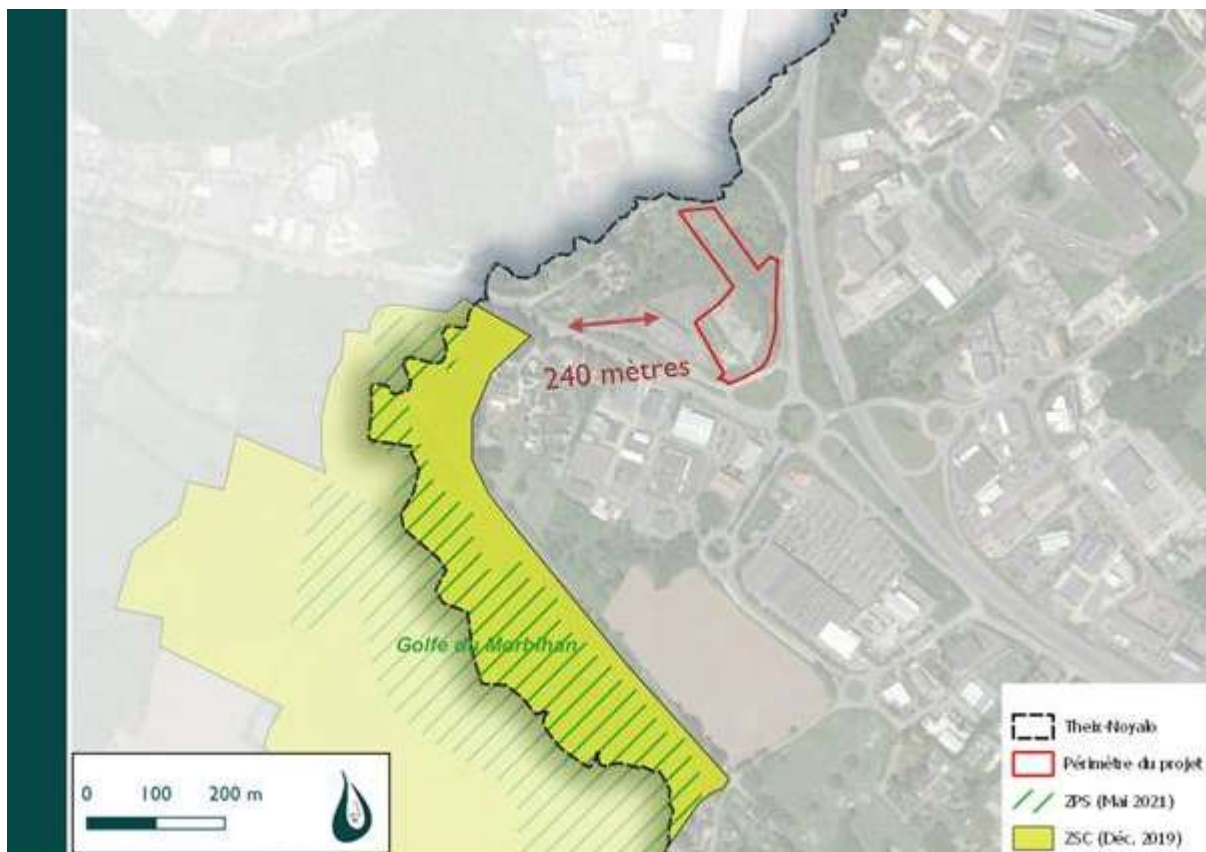 240 mètres
Golfe du Morbihan
0 100 200 m
Theix-Noyalo
Périmètre du projet
ZPS (Mai 2021)
ZSC (Déc. 2019)